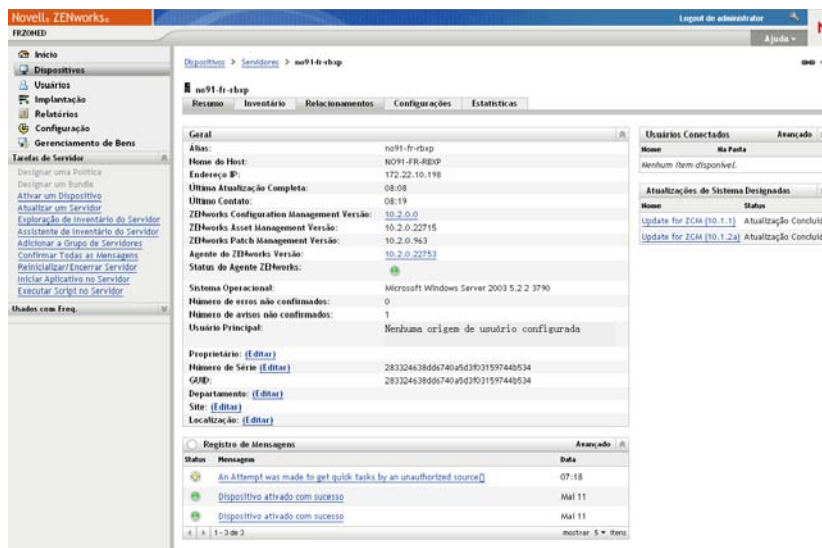 Novell® ZENworks®
Logout de administrador
FRZONED
Ajuda
Início
Dispositivos
Usuários
Implantação
Relatórios
Configuração
Gerenciamento de Bens
Tarefas de Servidor
Designar uma Política
Designar um Bundle
Ativar um Dispositivo
Atualizar um Servidor
Exploração de Inventário do Servidor
Assistente de Inventário do Servidor
Adicionar a Grupo de Servidores
Confirmar Todas as Mensagens
Reinicializar/Encerrar Servidor
Iniciar Aplicativo no Servidor
Executar Script no Servidor
Usados com Freq.
Dispositivos > Servidores > no91-fr-rbxp
no91-fr-rbxp
Resumo Inventário Relacionamentos Configurações Estatísticas
Geral
Álias: no91-fr-rbxp
Nome do Host: NO91-FR-RBXP
Endereço IP: 172.22.10.198
Última Atualização Completa: 08:08
Último Contato: 08:19
ZENworks Configuration Management Versão: 10.2.0.0
ZENworks Asset Management Versão: 10.2.0.22715
ZENworks Patch Management Versão: 10.2.0.963
Agente do ZENworks Versão: 10.2.0.22753
Status do Agente ZENworks:
Sistema Operacional: Microsoft Windows Server 2003 5.2 2 3790
Número de erros não confirmados: 0
Número de avisos não confirmados: 1
Usuário Principal: Nenhuma origem de usuário configurada
Proprietário: (Editar)
Número de Série (Editar) 283324638dd6740a5d3f03159744b534
GUID: 283324638dd6740a5d3f03159744b534
Departamento: (Editar)
Site: (Editar)
Localização: (Editar)
Registro de Mensagens Avançado
Status Mensagem Data
An Attempt was made to get quick tasks by an unauthorized source() 07:18
Dispositivo ativado com sucesso Mai 11
Dispositivo ativado com sucesso Mai 11
1 - 3 de 3 mostrar 5 itens
Usuários Conectados Avançado
Nome Na Pasta
Nenhum item disponível.
Atualizações de Sistema Designadas
Nome Status
Update for ZCM (10.1.1) Atualização Concluíd
Update for ZCM (10.1.2a) Atualização Concluíd